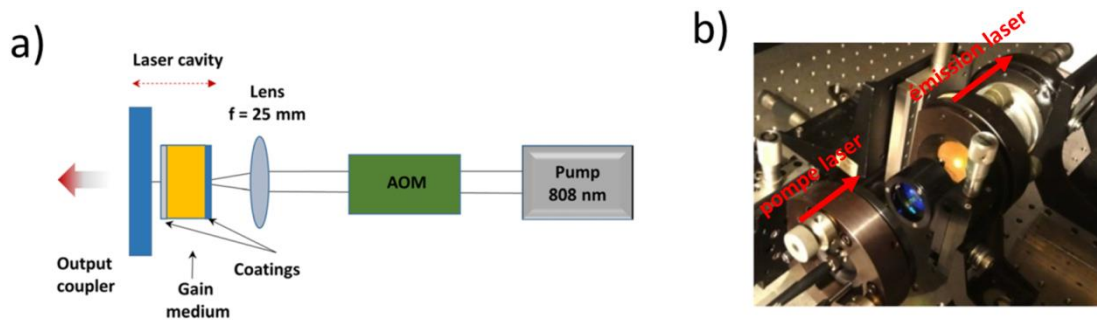 a)
Laser cavity
Lens
f = 25 mm
AOM
Pump
808 nm
Output
coupler
Gain
medium
Coatings
b)
émission laser
pompe laser